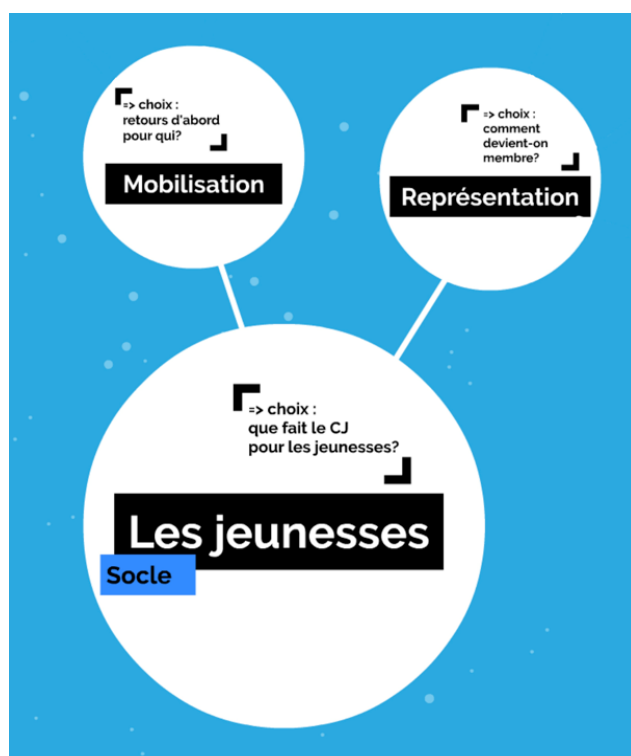 => choix :
retours d'abord
pour qui?
Mobilisation
=> choix :
comment
devient-on
membre?
Représentation
=> choix :
que fait le CJ
pour les jeunesses?
Les jeunesses
Socle